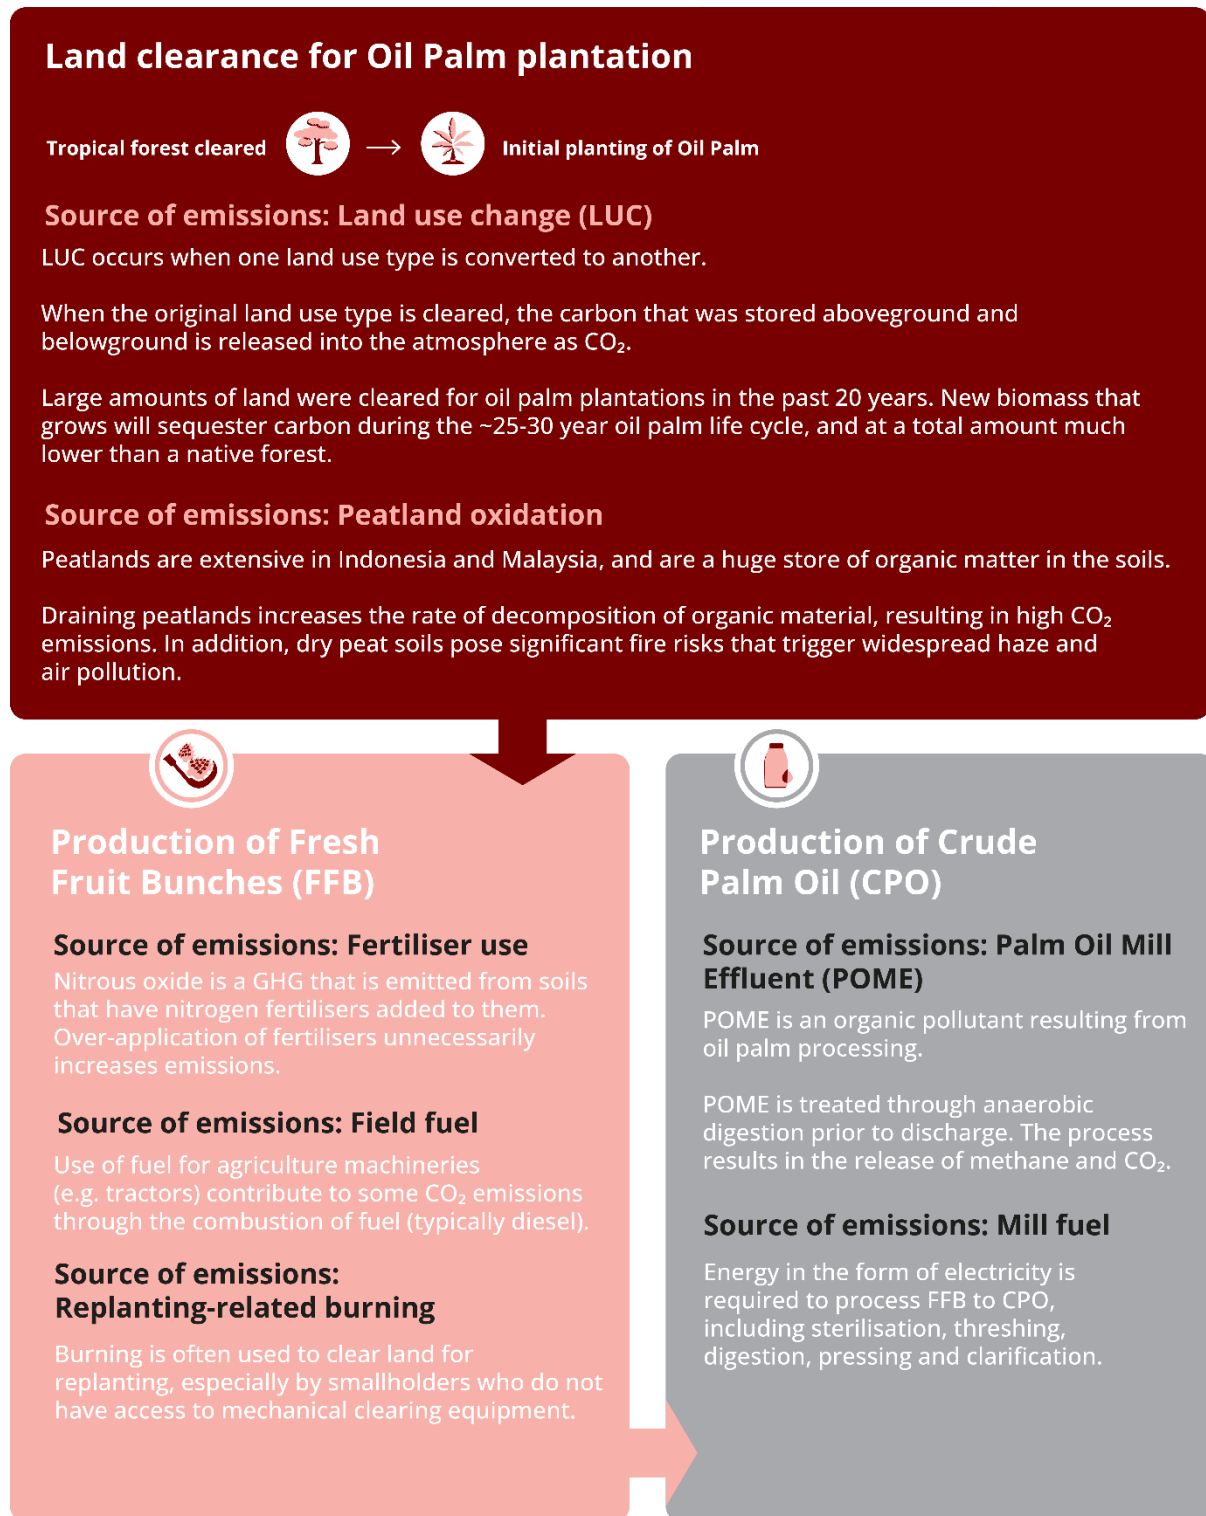 Land clearance for Oil Palm plantation
Tropical forest cleared
Initial planting of Oil Palm
Source of emissions: Land use change (LUC)
LUC occurs when one land use type is converted to another.
When the original land use type is cleared, the carbon that was stored aboveground and
belowground is released into the atmosphere as CO₂.
Large amounts of land were cleared for oil palm plantations in the past 20 years. New biomass that
grows will sequester carbon during the ~25-30 year oil palm life cycle, and at a total amount much
lower than a native forest.
Source of emissions: Peatland oxidation
Peatlands are extensive in Indonesia and Malaysia, and are a huge store of organic matter in the soils.
Draining peatlands increases the rate of decomposition of organic material, resulting in high CO₂
emissions. In addition, dry peat soils pose significant fire risks that trigger widespread haze and
air pollution.
Production of Fresh
Fruit Bunches (FFB)
Source of emissions: Fertiliser use
Nitrous oxide is a GHG that is emitted from soils
that have nitrogen fertilisers added to them.
Over-application of fertilisers unnecessarily
increases emissions.
Source of emissions: Field fuel
Use of fuel for agriculture machineries
(e.g. tractors) contribute to some CO₂ emissions
through the combustion of fuel (typically diesel).
Source of emissions:
Replanting-related burning
Burning is often used to clear land for
replanting, especially by smallholders who do not
have access to mechanical clearing equipment.
Production of Crude
Palm Oil (CPO)
Source of emissions: Palm Oil Mill
Effluent (POME)
POME is an organic pollutant resulting from
oil palm processing.
POME is treated through anaerobic
digestion prior to discharge. The process
results in the release of methane and CO₂.
Source of emissions: Mill fuel
Energy in the form of electricity is
required to process FFB to CPO,
including sterilisation, threshing,
digestion, pressing and clarification.